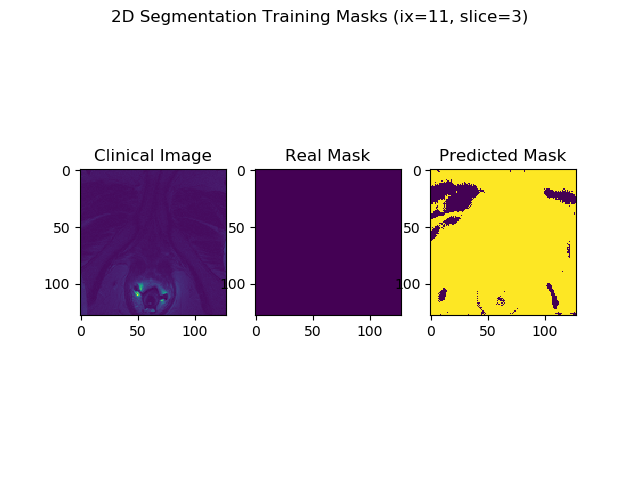 2D Segmentation Training Masks (ix=11, slice=3)
Clinical Image Real Mask Predicted Mask
0 0 0
50 50 50
100 100 100
0 50 100 0 50 100 0 50 100